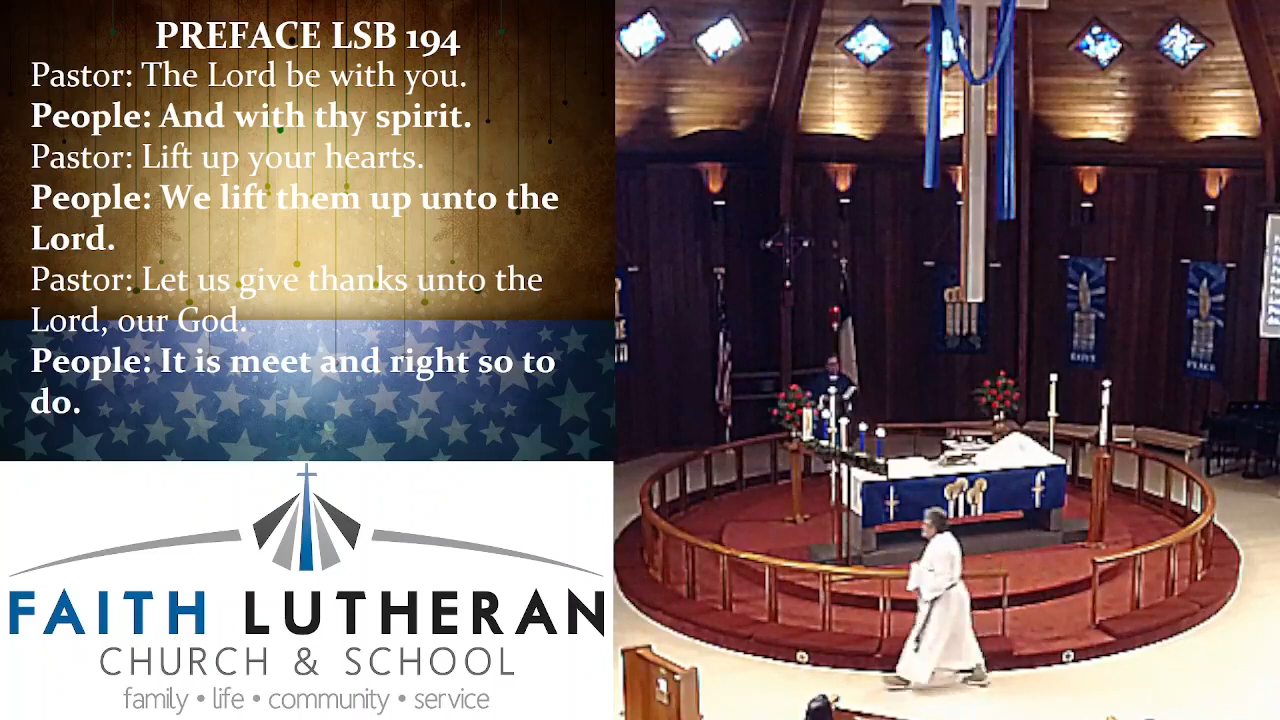 PREFACE LSB 194
Pastor: The Lord be with you.
People: And with thy spirit.
Pastor: Lift up your hearts.
People: We lift them up unto the
Lord.
Pastor: Let us give thanks unto the
Lord, our God.
People: It is meet and right so to
do.
FAITH LUTHERAN
CHURCH & SCHOOL
family • life • community • service
LOVE
PEACE